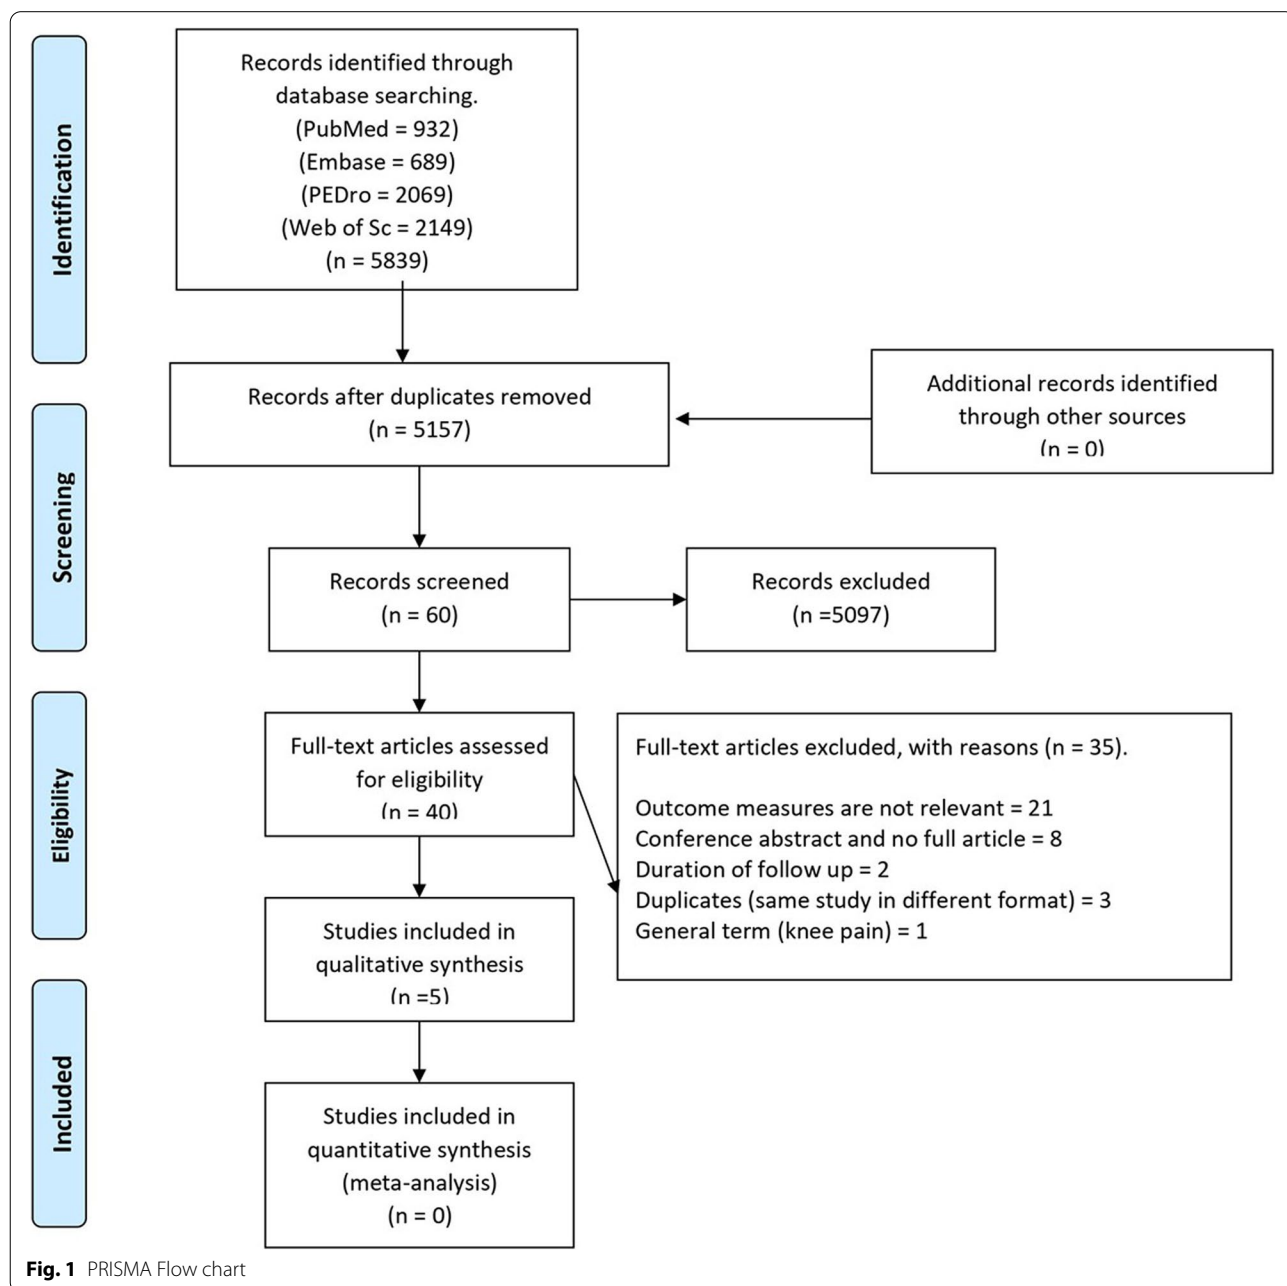 Identification
Records identified through
database searching.
(PubMed = 932)
(Embase = 689)
(PEDro = 2069)
(Web of Sc = 2149)
(n = 5839)
Records after duplicates removed
(n = 5157)
Additional records identified
through other sources
(n = 0)
Screening
Records screened
(n = 60)
Records excluded
(n =5097)
Eligibility
Full-text articles assessed
for eligibility
(n = 40)
Full-text articles excluded, with reasons (n = 35).
Outcome measures are not relevant = 21
Conference abstract and no full article = 8
Duration of follow up = 2
Duplicates (same study in different format) = 3
General term (knee pain) = 1
Studies included in
qualitative synthesis
(n =5)
Included
Studies included in
quantitative synthesis
(meta-analysis)
(n = 0)
Fig. 1 PRISMA Flow chart